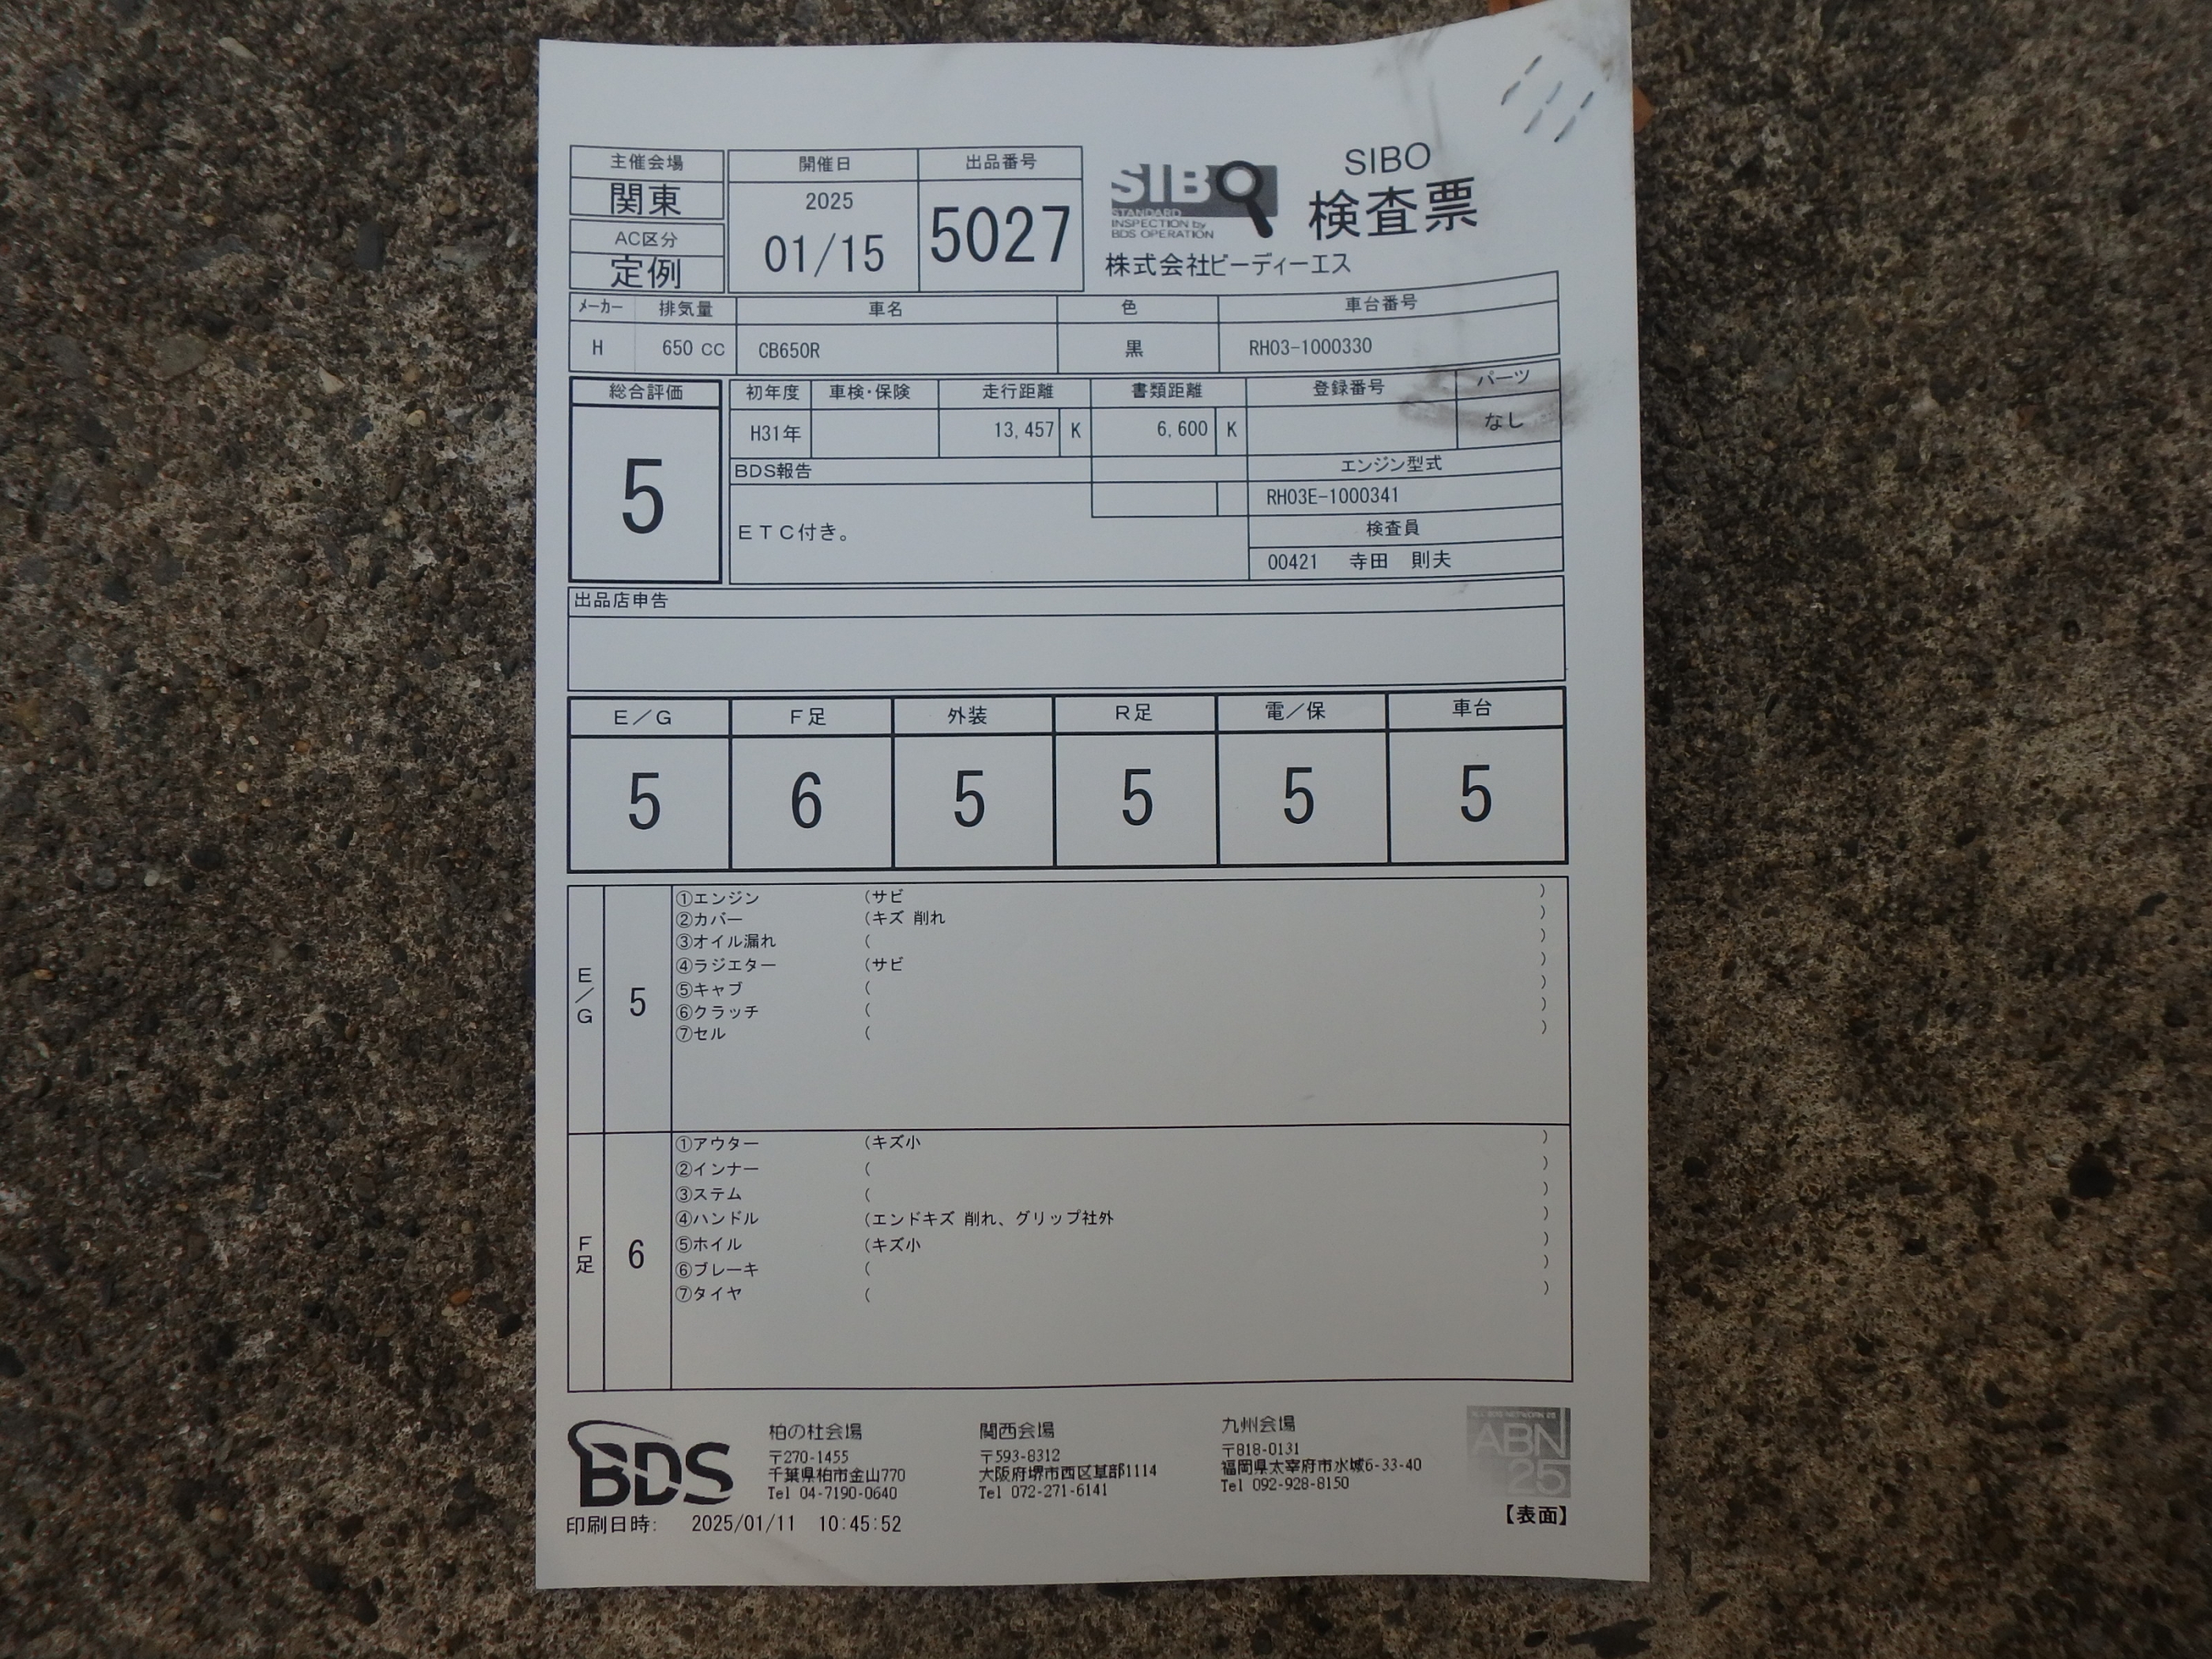 主催会場 開催日 出品番号
関東 2025 01/15 5027
AC区分
定例
SIBO
STANDARD
INSPECTION by
BDS OPERATION
SIBO
検査票
株式会社ビーディーエス
メーカー 排気量 車名 色 車台番号
H 650 CC CB650R 黒 RH03-1000330
総合評価 初年度 車検・保険 走行距離 書類距離 登録番号 パーツ
5 H31年 13,457 K 6,600 K なし
BDS報告 エンジン型式
RH03E-1000341
ETC付き。 検査員
00421 寺田 則夫
出品店申告
E/G F足 外装 R足 電/保 車台
5 6 5 5 5 5
E/G 5
①エンジン (サビ )
②カバー (キズ 削れ )
③オイル漏れ ( )
④ラジエター (サビ )
⑤キャブ ( )
⑥クラッチ ( )
⑦セル ( )
F足 6
①アウター (キズ小 )
②インナー ( )
③ステム ( )
④ハンドル (エンドキズ 削れ、グリップ社外 )
⑤ホイル (キズ小 )
⑥ブレーキ ( )
⑦タイヤ ( )
BDS
柏の杜会場
〒270-1455
千葉県柏市金山770
Tel 04-7190-0640
関西会場
〒593-8312
大阪府堺市西区草部1114
Tel 072-271-6141
九州会場
〒818-0131
福岡県太宰府市水城6-33-40
Tel 092-928-8150
ABN
25
【表面】
印刷日時: 2025/01/11 10:45:52